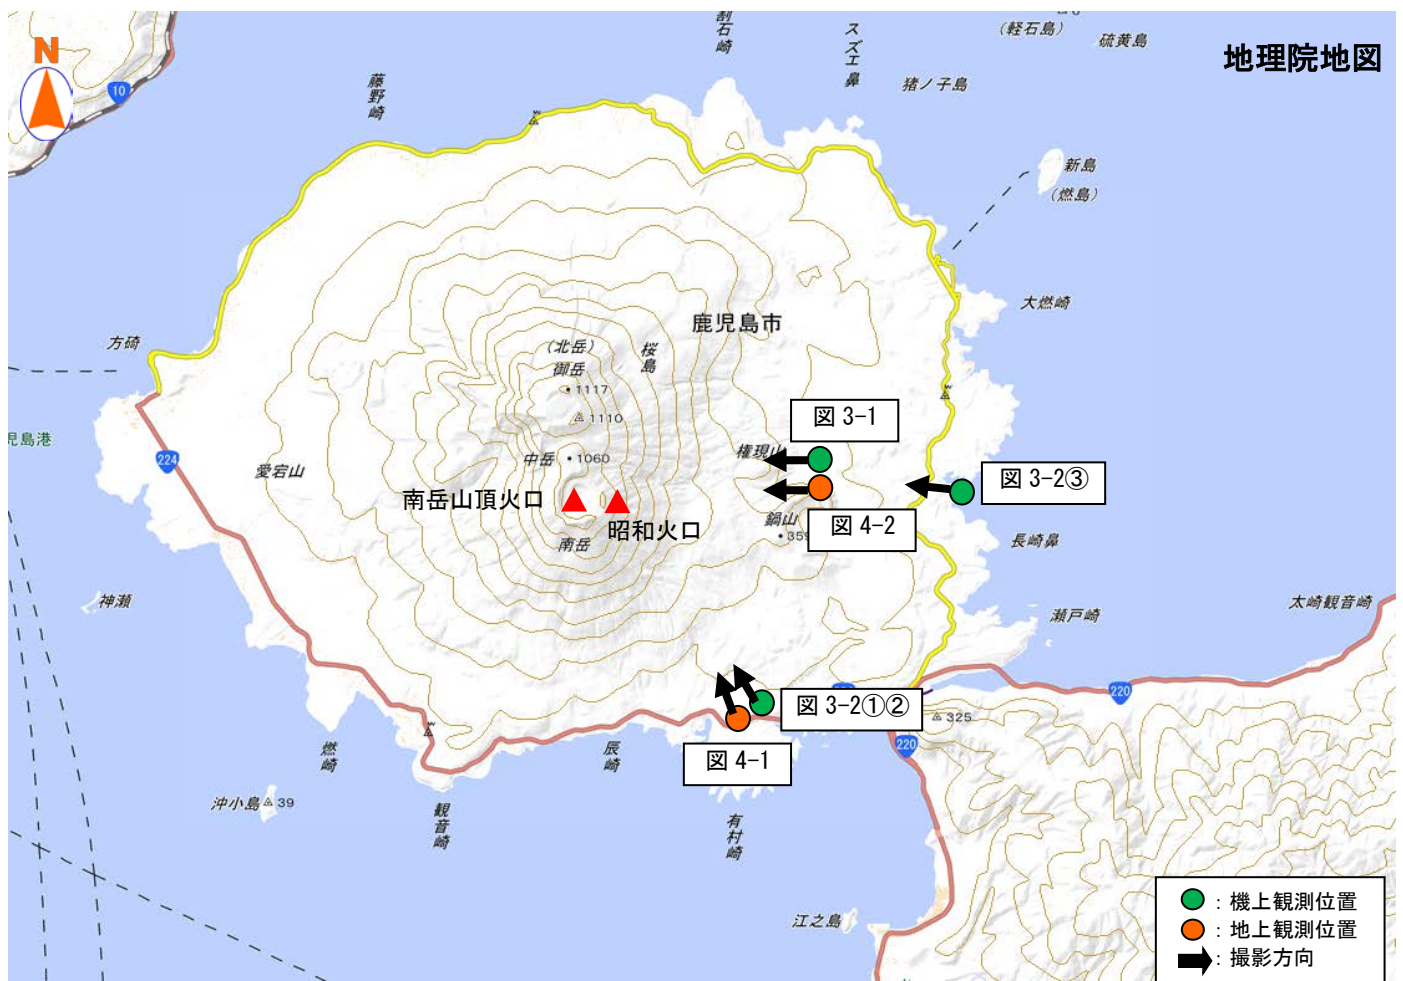 割石崎
スズエ鼻
(軽石島)
硫黄島
地理院地図
N
10
藤野崎
猪ノ子島
新島
(燃島)
大燃崎
鹿児島市
方碕
(北岳)
御岳
桜島
1117
1110
図 3-1
児島港
224
愛宕山
中岳
1060
権現山
図 3-2③
南岳山頂火口
昭和火口
鍋山
図 4-2
359
長崎鼻
南岳
神瀬
瀬戸崎
太崎観音崎
220
図 3-2①②
325
220
図 4-1
燃崎
辰崎
沖小島
39
観音崎
有村崎
江之島
:機上観測位置
:地上観測位置
:撮影方向